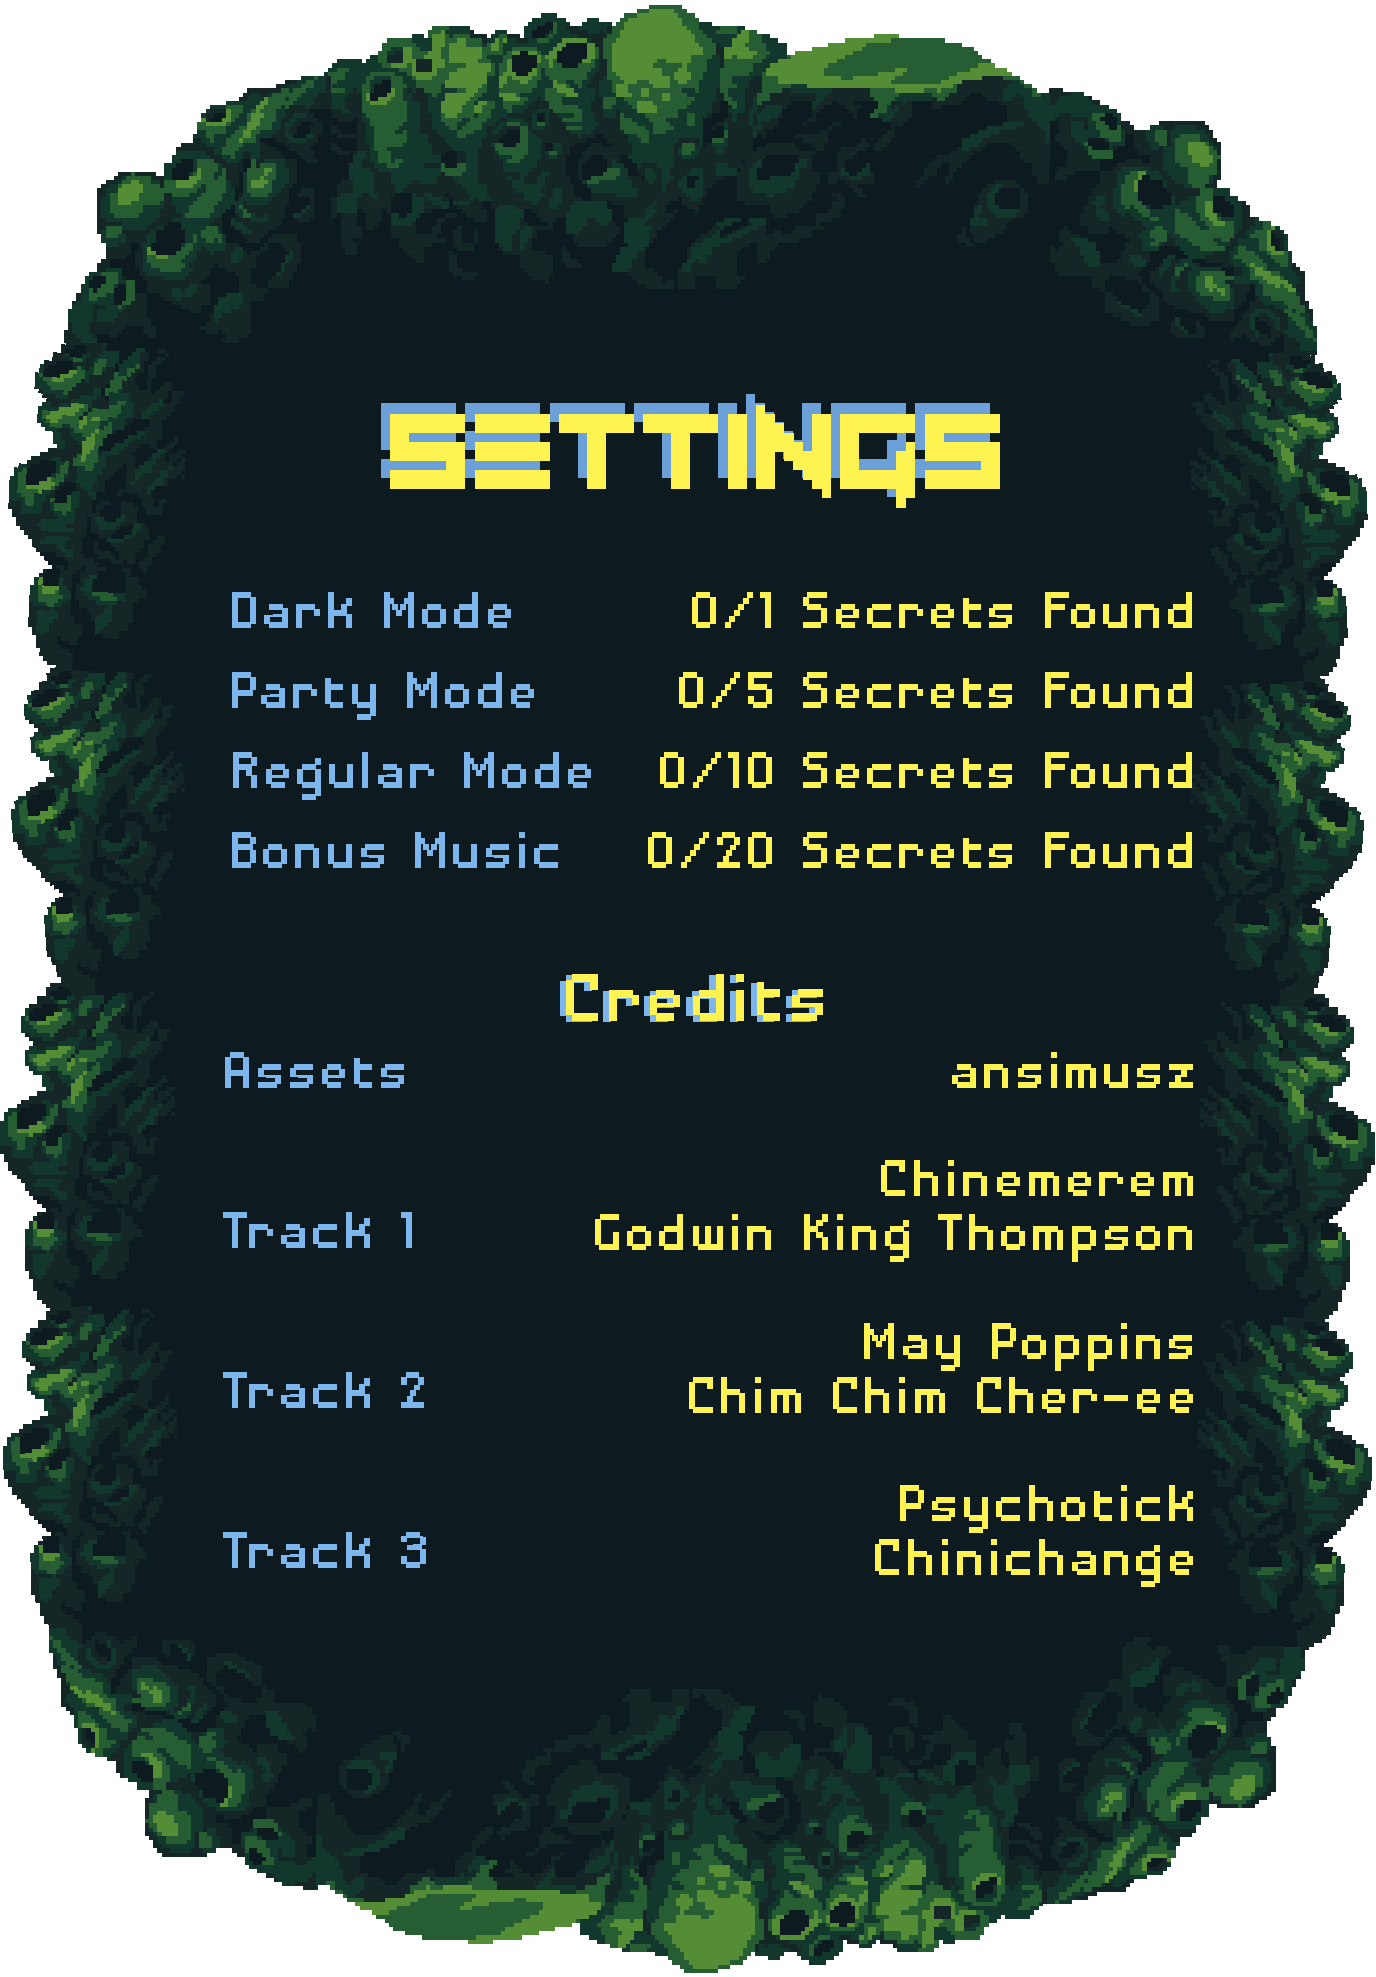 SETTINGS
Dark Mode 0/1 Secrets Found
Party Mode 0/5 Secrets Found
Regular Mode 0/10 Secrets Found
Bonus Music 0/20 Secrets Found
Credits
Assets ansimusz
Chinemerem
Track 1 Godwin King Thompson
May Poppins
Track 2 Chim Chim Cher-ee
Psychotick
Track 3 Chinichange